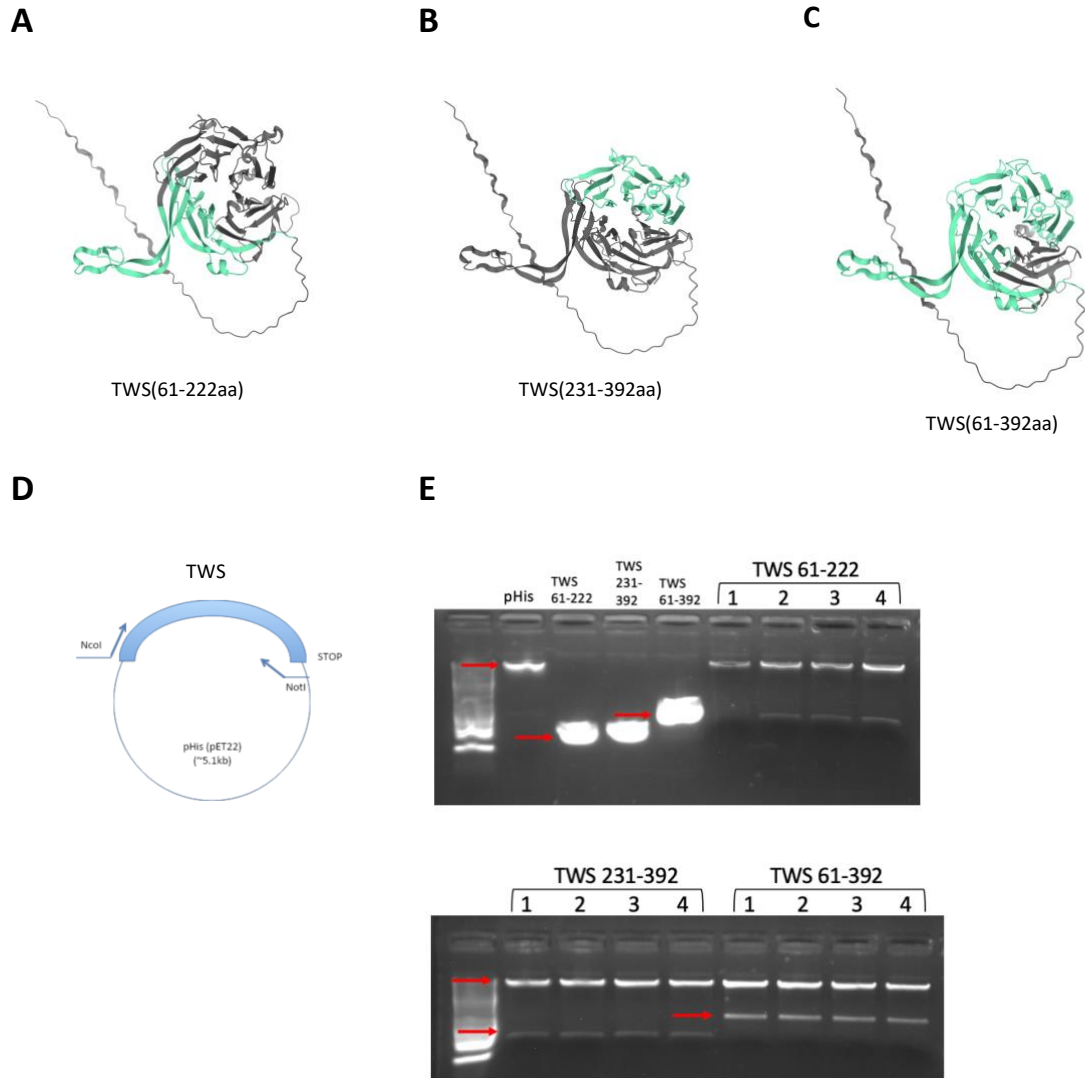 A
B
C
TWS(61-222aa)
TWS(231-392aa)
TWS(61-392aa)
D
E
TWS
NcoI
STOP
NotI
pHis (pET22)
(~5.1kb)
pHis
TWS
61-222
TWS
231-
392
TWS
61-392
TWS 61-222
1 2 3 4
TWS 231-392
1 2 3 4
TWS 61-392
1 2 3 4